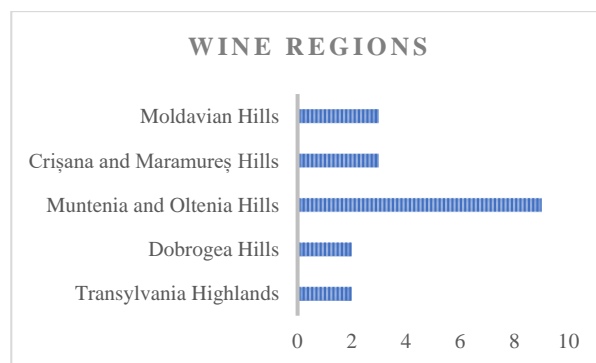 WINE REGIONS
Moldavian Hills
Crișana and Maramureș Hills
Muntenia and Oltenia Hills
Dobrogea Hills
Transylvania Highlands
0 2 4 6 8 10